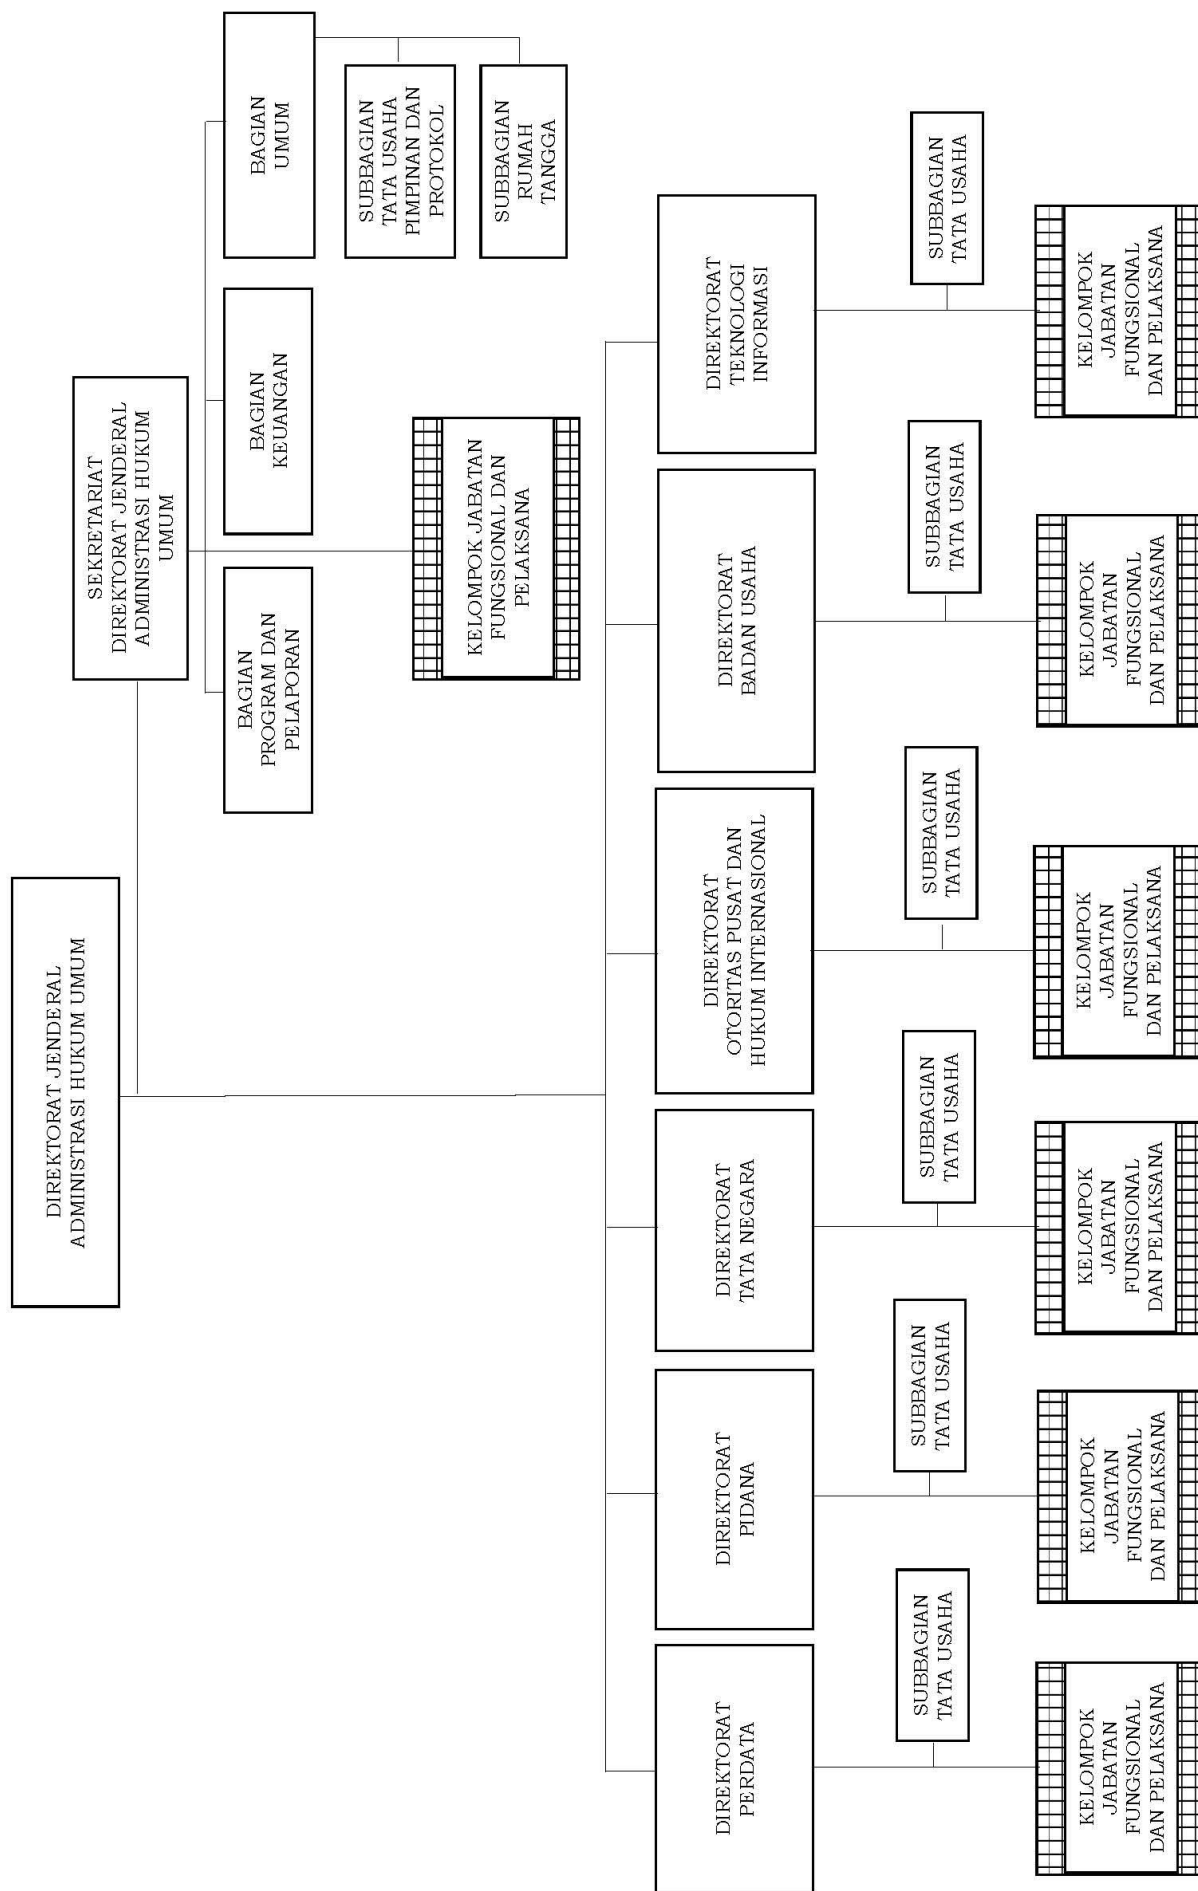 DIREKTORAT JENDERAL
ADMINISTRASI HUKUM UMUM
SEKRETARIAT
DIREKTORAT JENDERAL
ADMINISTRASI HUKUM
UMUM
BAGIAN
PROGRAM DAN
PELAPORAN
BAGIAN
KEUANGAN
BAGIAN
UMUM
SUBBAGIAN
TATA USAHA
PIMPINAN DAN
PROTOKOL
SUBBAGIAN
RUMAH
TANGGA
KELOMPOK JABATAN
FUNGSIONAL DAN
PELAKSANA
DIREKTORAT
PERDATA
DIREKTORAT
PIDANA
DIREKTORAT
TATA NEGARA
DIREKTORAT
OTORITAS PUSAT DAN
HUKUM INTERNASIONAL
DIREKTORAT
BADAN USAHA
DIREKTORAT
TEKNOLOGI
INFORMASI
SUBBAGIAN
TATA USAHA
SUBBAGIAN
TATA USAHA
SUBBAGIAN
TATA USAHA
SUBBAGIAN
TATA USAHA
SUBBAGIAN
TATA USAHA
SUBBAGIAN
TATA USAHA
KELOMPOK
JABATAN
FUNGSIONAL
DAN PELAKSANA
KELOMPOK
JABATAN
FUNGSIONAL
DAN PELAKSANA
KELOMPOK
JABATAN
FUNGSIONAL
DAN PELAKSANA
KELOMPOK
JABATAN
FUNGSIONAL
DAN PELAKSANA
KELOMPOK
JABATAN
FUNGSIONAL
DAN PELAKSANA
KELOMPOK
JABATAN
FUNGSIONAL
DAN PELAKSANA